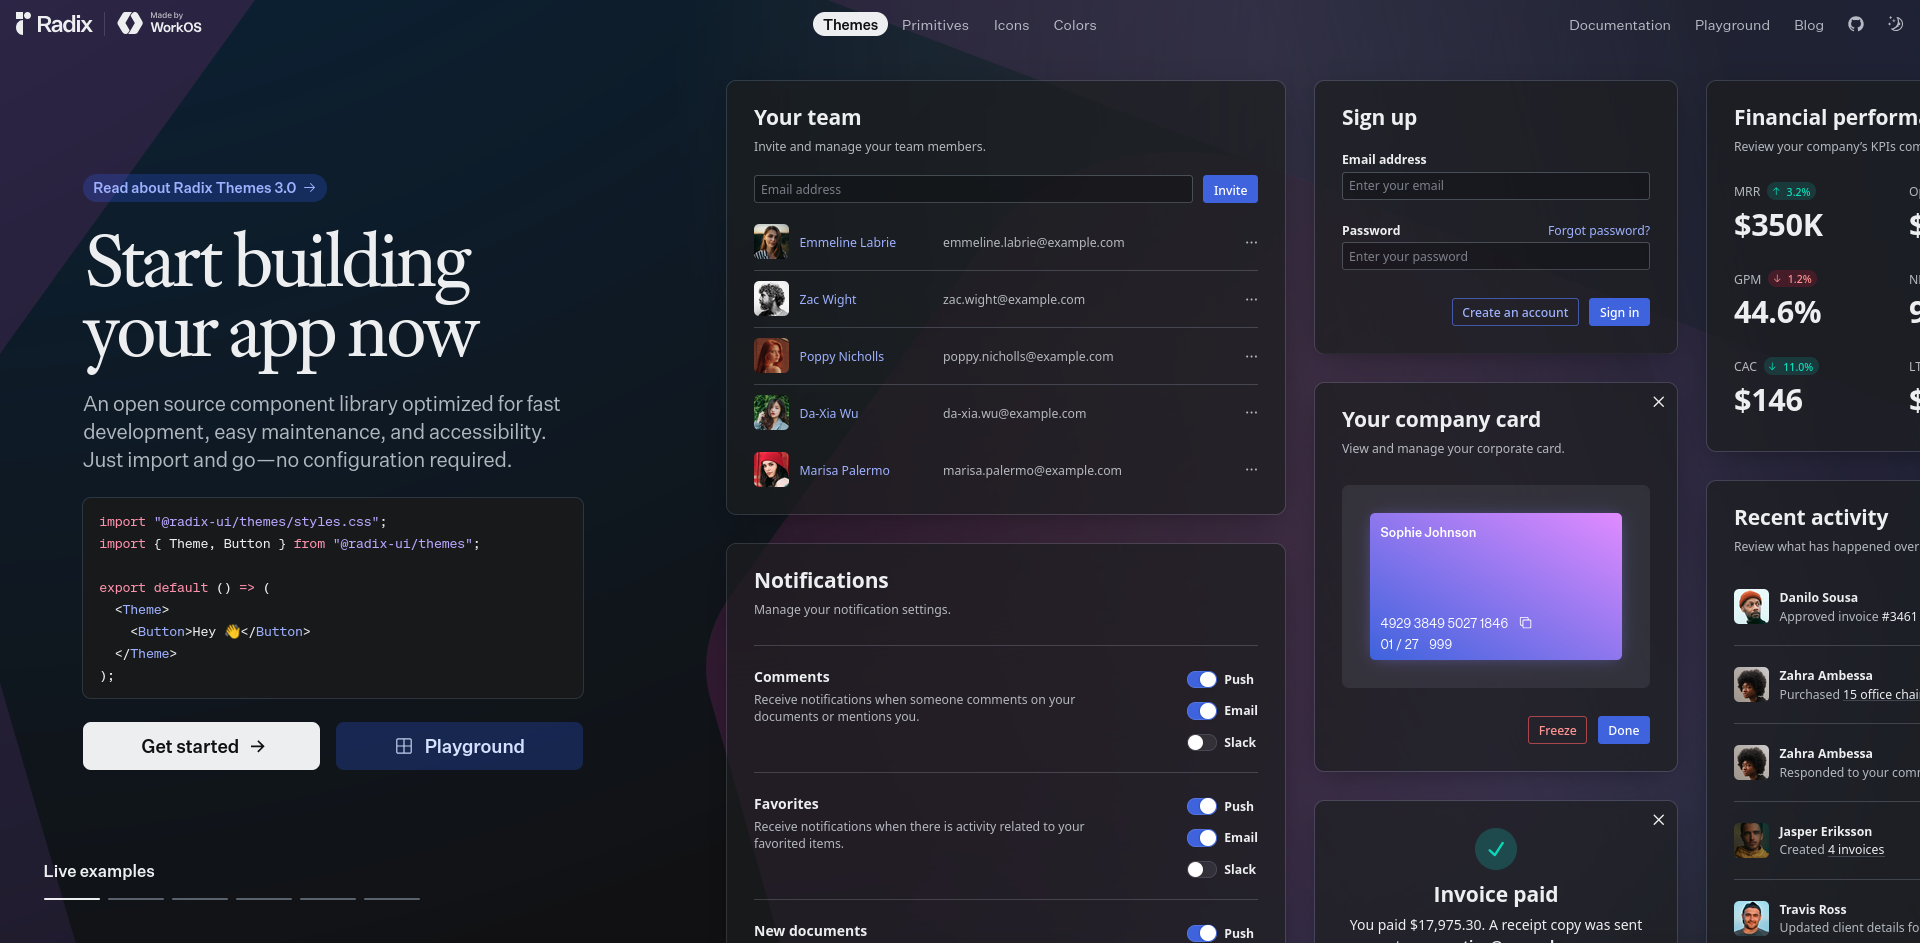 Radix
Made by
WorkOS
Themes
Primitives
Icons
Colors
Documentation
Playground
Blog
Read about Radix Themes 3.0 →
Start building
your app now
An open source component library optimized for fast
development, easy maintenance, and accessibility.
Just import and go—no configuration required.
import "@radix-ui/themes/styles.css";
import { Theme, Button } from "@radix-ui/themes";
export default () => (
<Theme>
<Button>Hey 👋</Button>
</Theme>
);
Get started →
Playground
Live examples
Your team
Invite and manage your team members.
Email address
Invite
Emmeline Labrie
emmeline.labrie@example.com
Zac Wight
zac.wight@example.com
Poppy Nicholls
poppy.nicholls@example.com
Da-Xia Wu
da-xia.wu@example.com
Marisa Palermo
marisa.palermo@example.com
Notifications
Manage your notification settings.
Comments
Receive notifications when someone comments on your
documents or mentions you.
Push
Email
Slack
Favorites
Receive notifications when there is activity related to your
favorited items.
Push
Email
Slack
New documents
Push
Sign up
Email address
Enter your email
Password
Forgot password?
Enter your password
Create an account
Sign in
Your company card
View and manage your corporate card.
Sophie Johnson
4929 3849 5027 1846
01 / 27 999
Freeze
Done
Invoice paid
You paid $17,975.30. A receipt copy was sent
Financial
Review your company's KPIs
MRR ↑ 3.2%
$350K
GPM ↓ 1.2%
44.6%
CAC ↓ 11.0%
$146
Recent activity
Review what has happened over
Danilo Sousa
Approved invoice #3461
Zahra Ambessa
Purchased 15 office
Zahra Ambessa
Responded to your
Jasper Eriksson
Created 4 invoices
Travis Ross
Updated client details